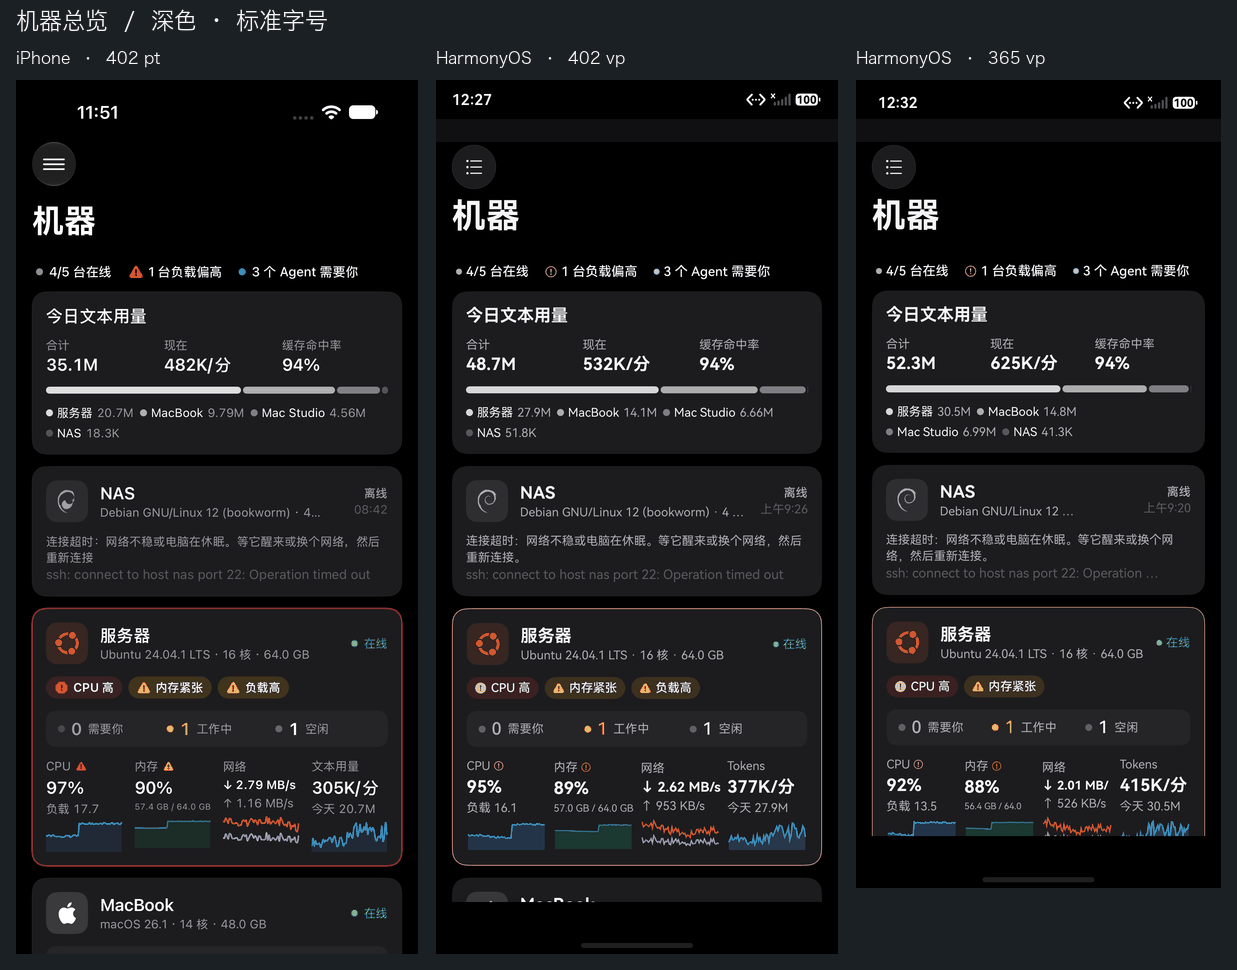 机器总览 / 深色 · 标准字号
iPhone · 402 pt
11:51
机器
4/5 台在线 1 台负载偏高 3 个 Agent 需要你
今日文本用量
合计 现在 缓存命中率
35.1M 482K/分 94%
服务器 20.7M MacBook 9.79M Mac Studio 4.56M
NAS 18.3K
NAS 离线
Debian GNU/Linux 12 (bookworm) · 4... 08:42
连接超时：网络不稳或电脑在休眠。等它醒来或换个网络，然后
重新连接
ssh: connect to host nas port 22: Operation timed out
服务器 在线
Ubuntu 24.04.1 LTS · 16 核 · 64.0 GB
CPU 高 内存紧张 负载高
0 需要你 1 工作中 1 空闲
CPU 内存 网络 文本用量
97% 90% ↓ 2.79 MB/s 305K/分
负载 17.7 57.4 GB / 64.0 GB ↑ 1.16 MB/s 今天 20.7M
MacBook 在线
macOS 26.1 · 14 核 · 48.0 GB
HarmonyOS · 402 vp
12:27 100
机器
4/5 台在线 1 台负载偏高 3 个 Agent 需要你
今日文本用量
合计 现在 缓存命中率
48.7M 532K/分 94%
服务器 27.9M MacBook 14.1M Mac Studio 6.66M
NAS 51.8K
NAS 离线
Debian GNU/Linux 12 (bookworm) · 4 ... 上午9:26
连接超时：网络不稳或电脑在休眠。等它醒来或换个网络，然后
重新连接。
ssh: connect to host nas port 22: Operation timed out
服务器 在线
Ubuntu 24.04.1 LTS · 16 核 · 64.0 GB
CPU 高 内存紧张 负载高
0 需要你 1 工作中 1 空闲
CPU 内存 网络 Tokens
95% 89% ↓ 2.62 MB/s 377K/分
负载 16.1 57.0 GB / 64.0 GB ↑ 953 KB/s 今天 27.9M
MacBook
HarmonyOS · 365 vp
12:32 100
机器
4/5 台在线 1 台负载偏高 3 个 Agent 需要你
今日文本用量
合计 现在 缓存命中率
52.3M 625K/分 94%
服务器 30.5M MacBook 14.8M
Mac Studio 6.99M NAS 41.3K
NAS 离线
Debian GNU/Linux 12 ... 上午9:20
连接超时：网络不稳或电脑在休眠。等它醒来或换个网
络，然后重新连接。
ssh: connect to host nas port 22: Operation ...
服务器 在线
Ubuntu 24.04.1 LTS · 16 核 · 64.0 GB
CPU 高 内存紧张
0 需要你 1 工作中 1 空闲
CPU 内存 网络 Tokens
92% 88% ↓ 2.01 MB/ 415K/分
负载 13.5 56.4 GB / 64.0 ↑ 526 KB/s 今天 30.5M